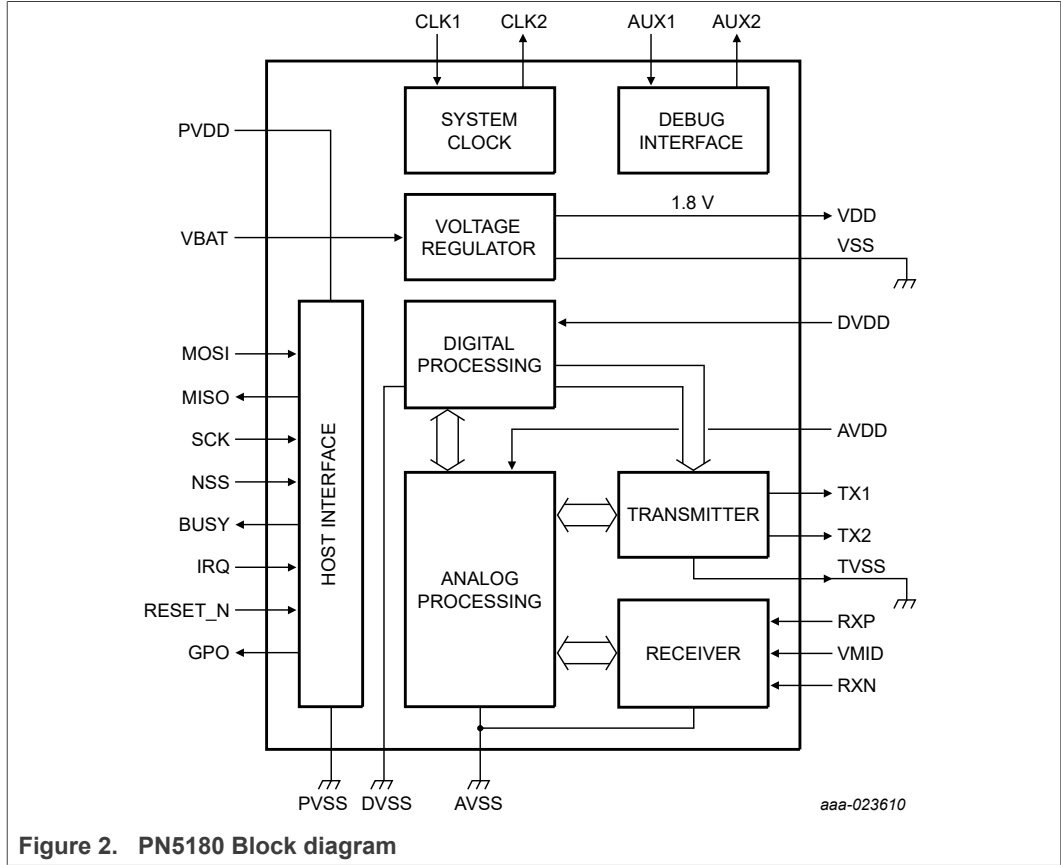 CLK1 CLK2 AUX1 AUX2
SYSTEM
CLOCK
DEBUG
INTERFACE
PVDD
1.8 V
VDD
VBAT
VOLTAGE
REGULATOR
VSS
DVDD
DIGITAL
PROCESSING
MOSI
MISO
SCK
NSS
BUSY
IRQ
RESET_N
GPO
HOST INTERFACE
AVDD
ANALOG
PROCESSING
TRANSMITTER
TX1
TX2
TVSS
RECEIVER
RXP
VMID
RXN
PVSS DVSS AVSS
aaa-023610
Figure 2. PN5180 Block diagram